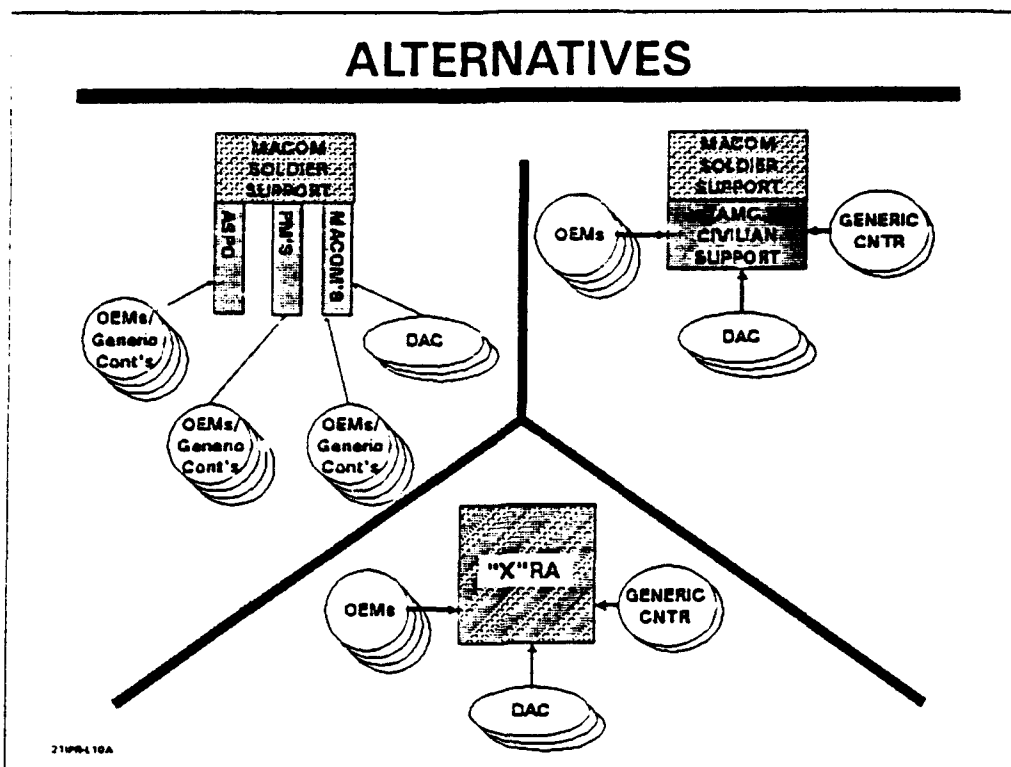 ALTERNATIVES
MACOM
SOLDIER
SUPPORT
ASPO
PM'S
MACOM'S
OEMs/
Generic
Cont's
DAC
OEMs/
Generic
Cont's
OEMs/
Generic
Cont's
MACOM
SOLDIER
SUPPORT
AMC
CIVILIAN
SUPPORT
OEMs
GENERIC
CNTR
DAC
"X"RA
OEMs
GENERIC
CNTR
DAC